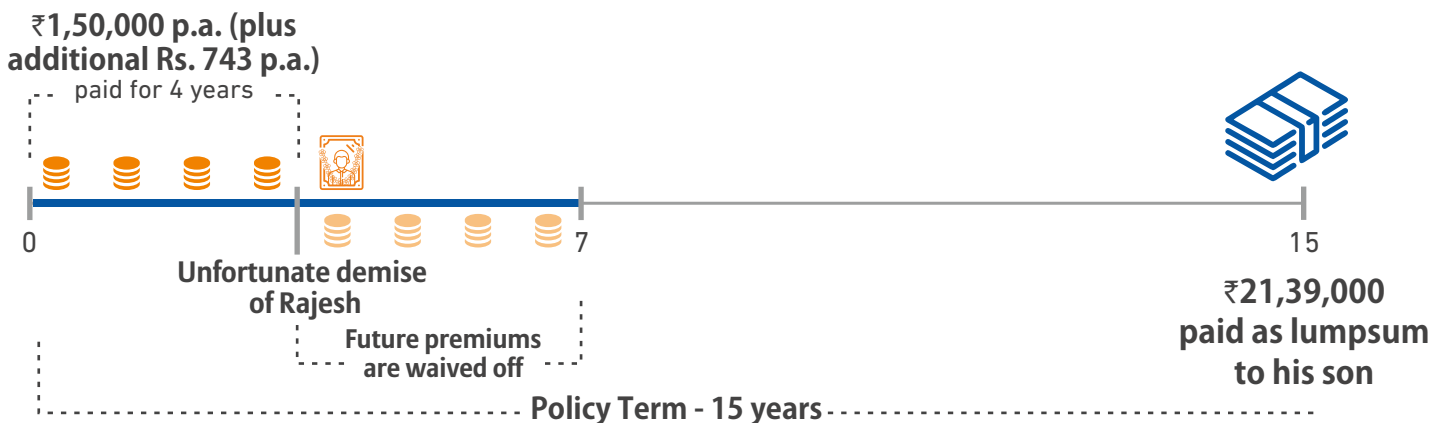 ₹1,50,000 p.a. (plus
additional Rs. 743 p.a.)
paid for 4 years
0
7
15
Unfortunate demise
of Rajesh
Future premiums
are waived off
₹21,39,000
paid as lumpsum
to his son
Policy Term - 15 years